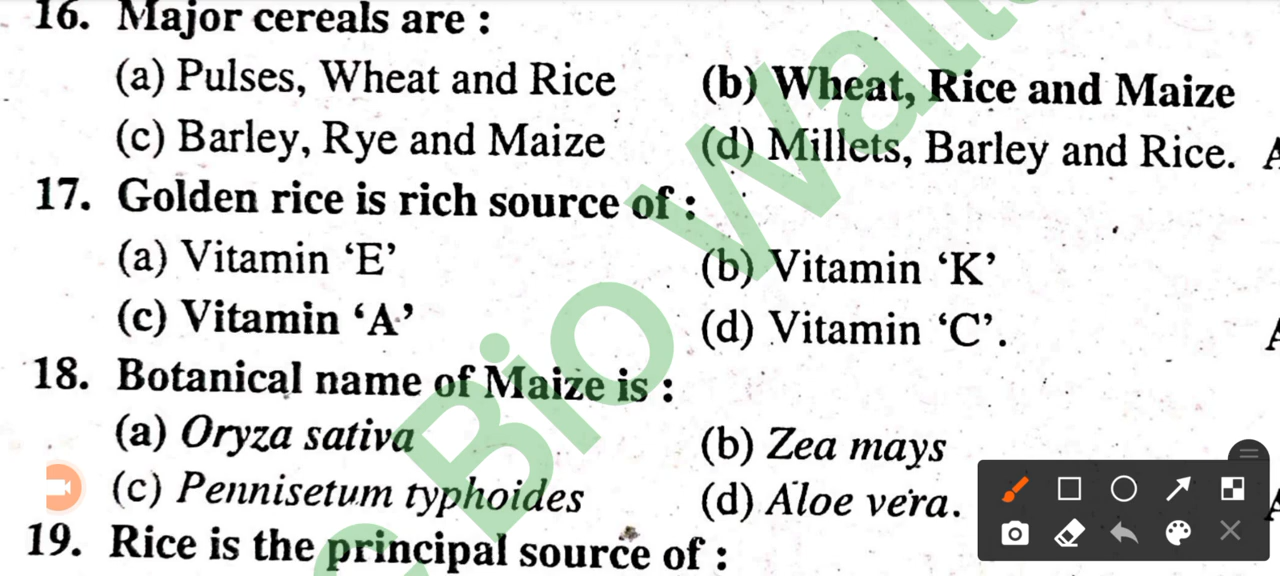 16. Major cereals are :
(a) Pulses, Wheat and Rice (b) Wheat, Rice and Maize
(c) Barley, Rye and Maize (d) Millets, Barley and Rice. A
17. Golden rice is rich source of :
(a) Vitamin ‘E’ (b) Vitamin ‘K’
(c) Vitamin ‘A’ (d) Vitamin ‘C’. A
18. Botanical name of Maize is :
(a) Oryza sativa (b) Zea mays
(c) Pennisetum typhoides (d) Aloe vera. A
19. Rice is the principal source of :
Bio